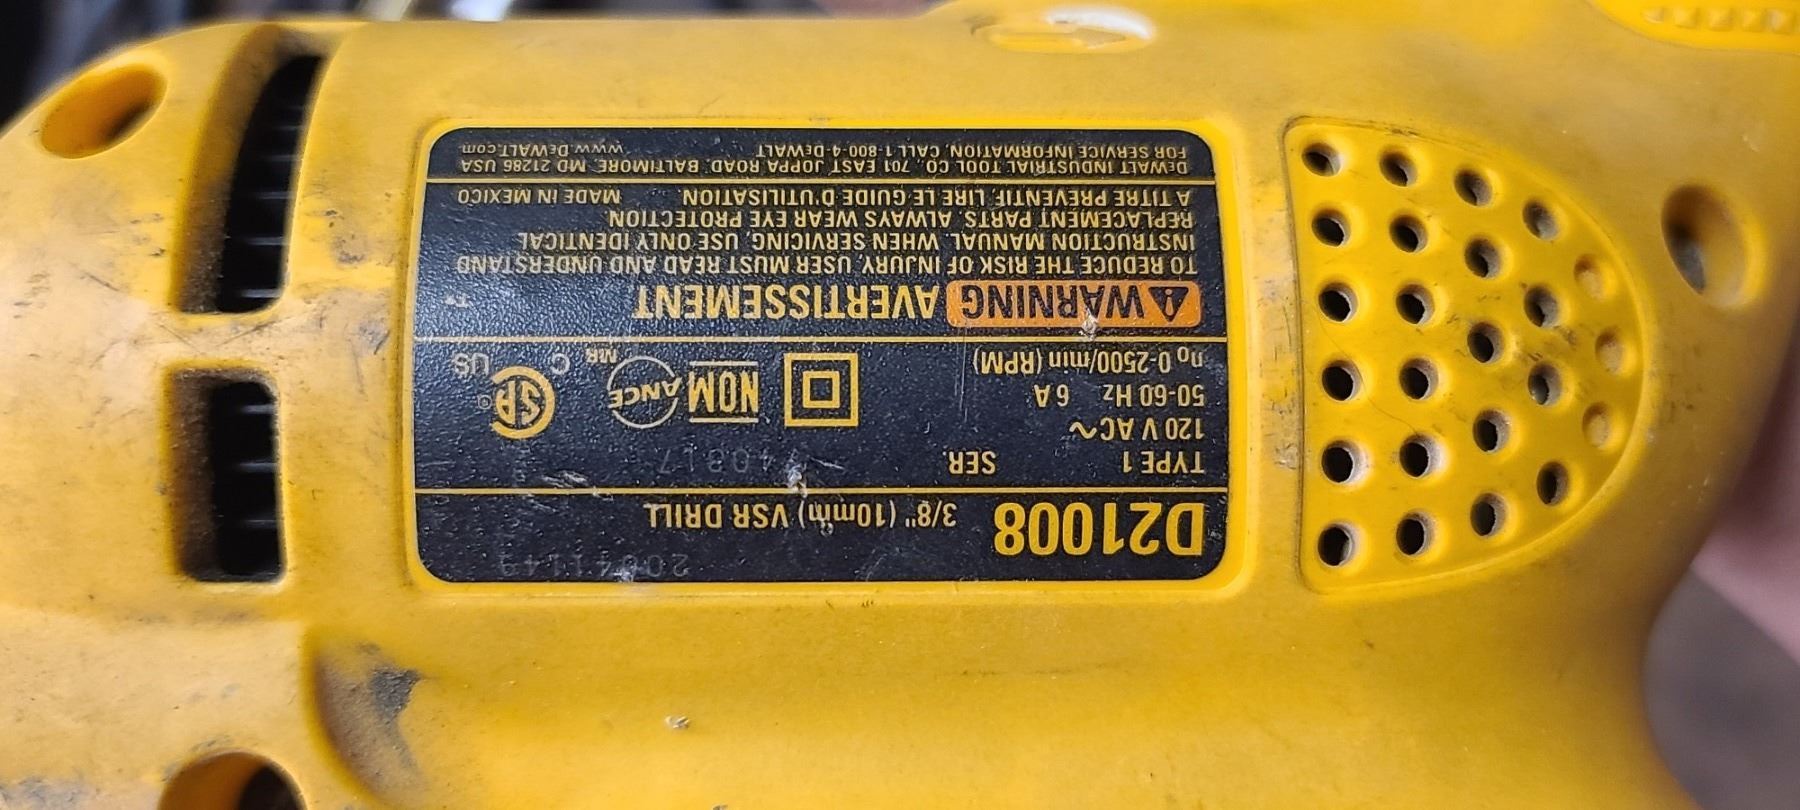 D21008 3/8" (10mm) VSR DRILL
TYPE 1 SER.
120 V AC~
50-60 Hz 6 A
n0 0-2500/min (RPM)
NOM ANCE MR
SA C US
WARNING AVERTISSEMENT
TO REDUCE THE RISK OF INJURY, USER MUST READ AND UNDERSTAND
INSTRUCTION MANUAL. WHEN SERVICING, USE ONLY IDENTICAL
REPLACEMENT PARTS. ALWAYS WEAR EYE PROTECTION
A TITRE PREVENTIF, LIRE LE GUIDE D'UTILISATION MADE IN MEXICO
DEWALT INDUSTRIAL TOOL CO., 701 EAST JOPPA ROAD, BALTIMORE, MD 21286 USA
FOR SERVICE INFORMATION, CALL 1-800-4-DEWALT www.DEWALT.com